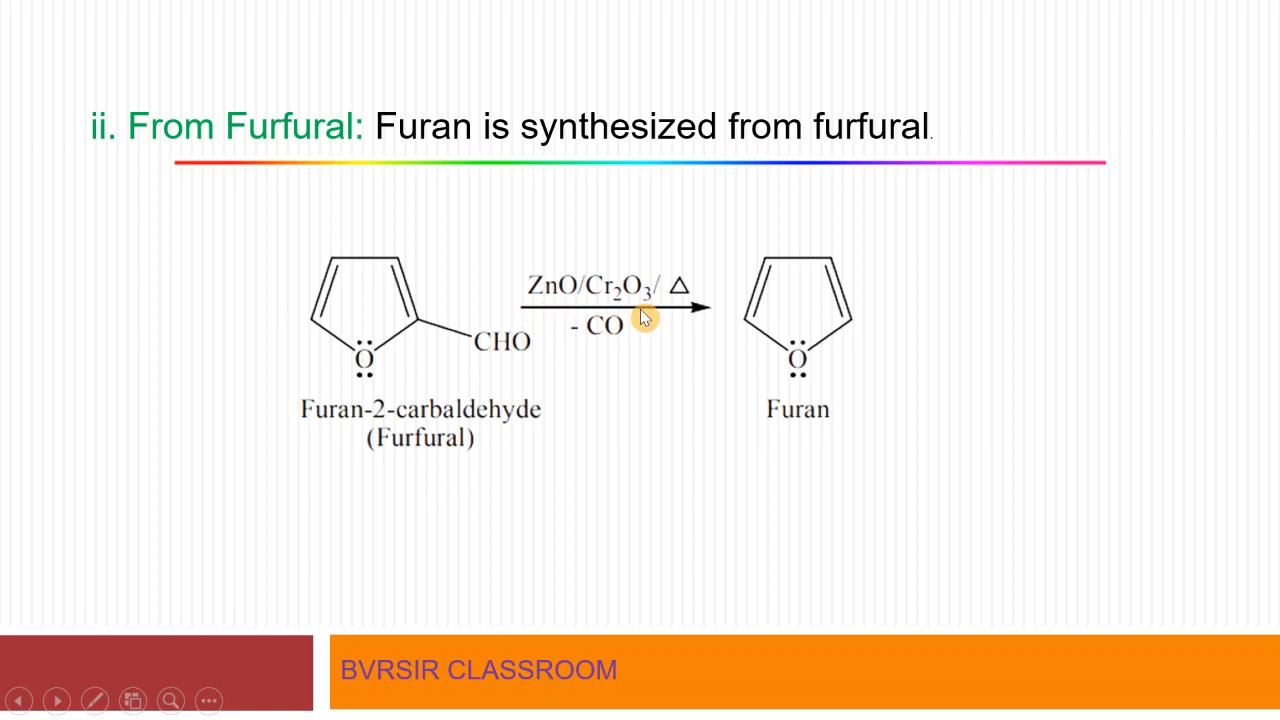 ii. From Furfural: Furan is synthesized from furfural.
ZnO/Cr₂O₃/ △
- CO
CHO
O
O
Furan-2-carbaldehyde
(Furfural)
Furan
BVRSIR CLASSROOM